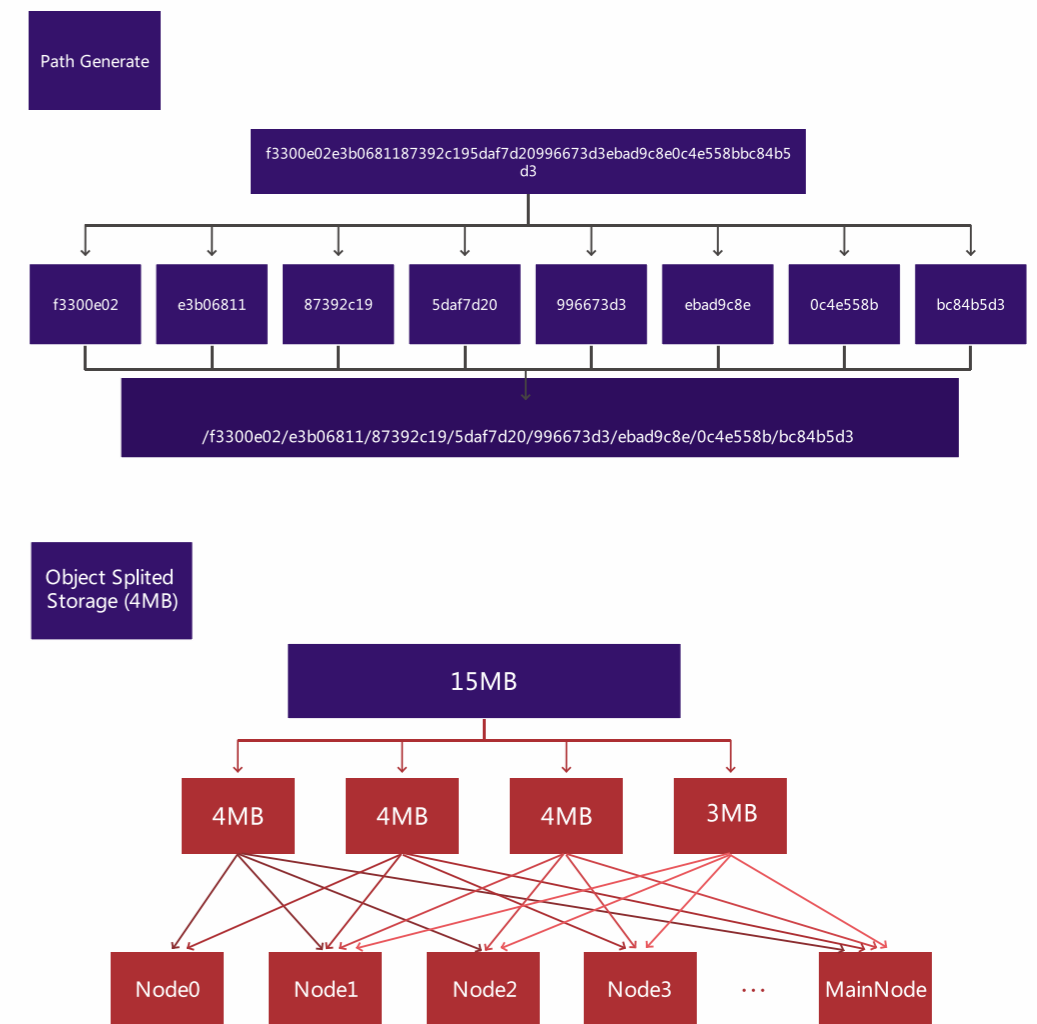 Path Generate
f3300e02e3b0681187392c195daf7d20996673d3ebad9c8e0c4e558bbc84b5
d3
f3300e02
e3b06811
87392c19
5daf7d20
996673d3
ebad9c8e
0c4e558b
bc84b5d3
/f3300e02/e3b06811/87392c19/5daf7d20/996673d3/ebad9c8e/0c4e558b/bc84b5d3
Object Splited
Storage (4MB)
15MB
4MB
4MB
4MB
3MB
Node0
Node1
Node2
Node3
...
MainNode